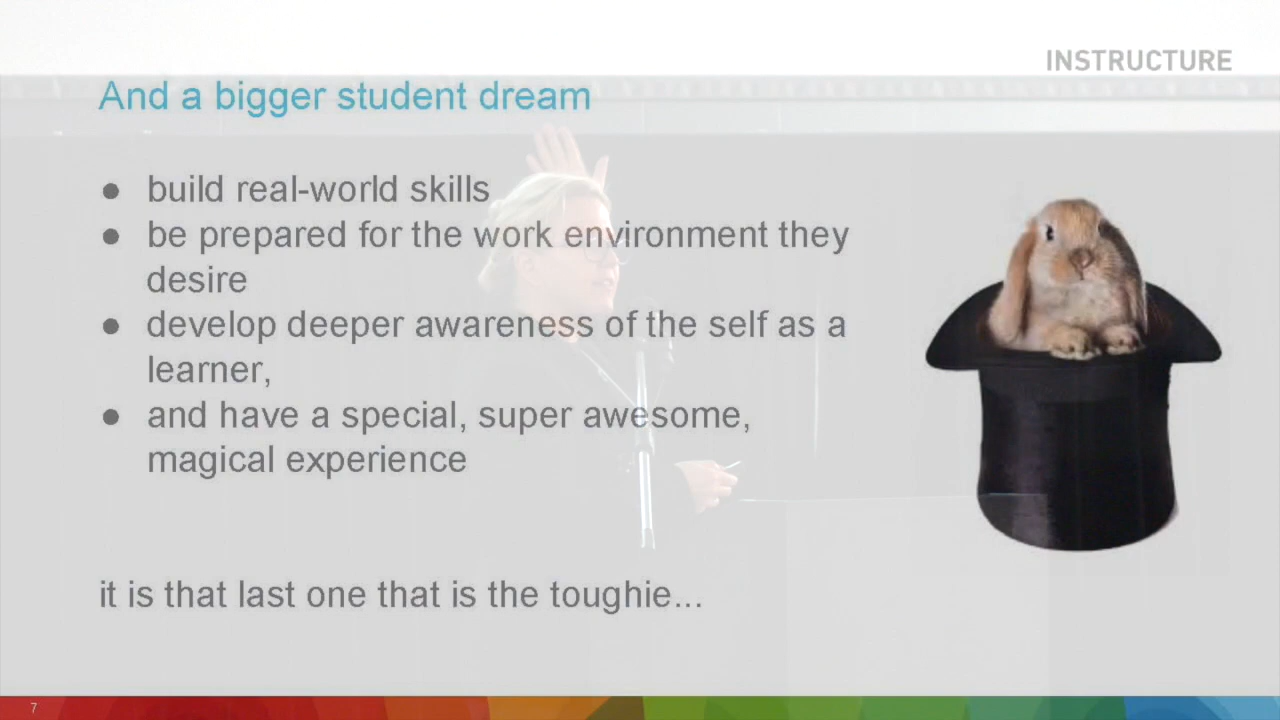 INSTRUCTURE
And a bigger student dream
● build real-world skills
● be prepared for the work environment they
desire
● develop deeper awareness of the self as a
learner,
● and have a special, super awesome,
magical experience
it is that last one that is the toughie...
7